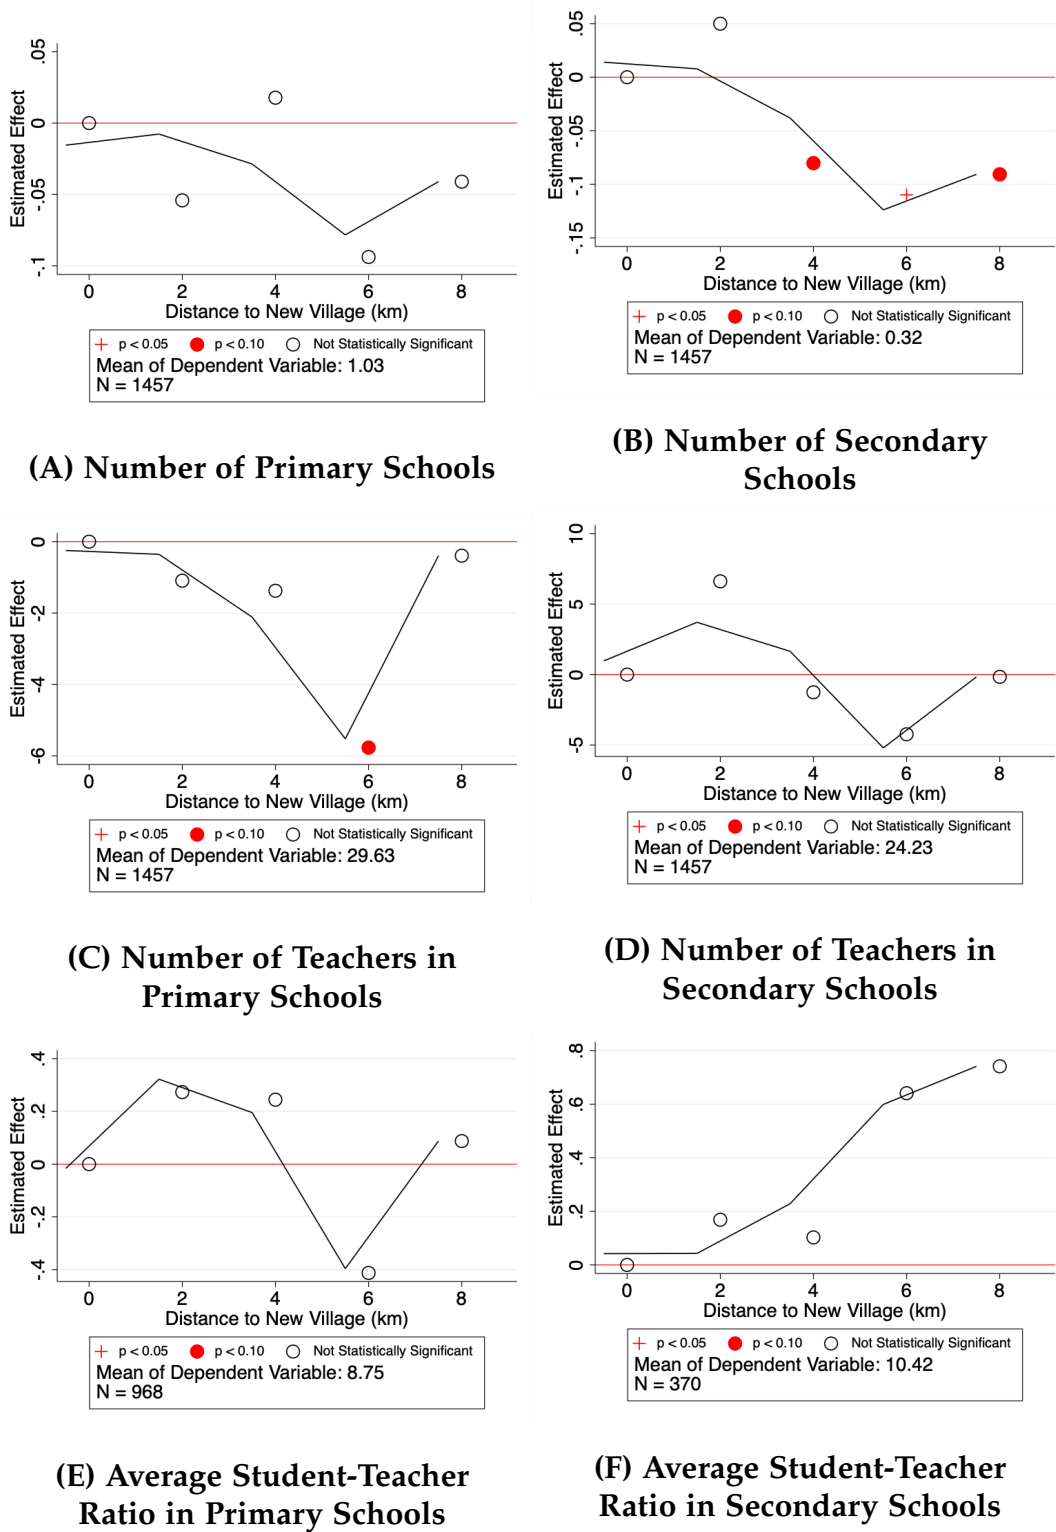 Estimated Effect
.05
0
-.05
-.1
0 2 4 6 8
Distance to New Village (km)
+ p < 0.05 ● p < 0.10 ○ Not Statistically Significant
Mean of Dependent Variable: 1.03
N = 1457
(A) Number of Primary Schools
Estimated Effect
.05
0
-.05
-.1
-.15
0 2 4 6 8
Distance to New Village (km)
+ p < 0.05 ● p < 0.10 ○ Not Statistically Significant
Mean of Dependent Variable: 0.32
N = 1457
(B) Number of Secondary
Schools
Estimated Effect
0
-2
-4
-6
0 2 4 6 8
Distance to New Village (km)
+ p < 0.05 ● p < 0.10 ○ Not Statistically Significant
Mean of Dependent Variable: 29.63
N = 1457
(C) Number of Teachers in
Primary Schools
Estimated Effect
10
5
0
-5
0 2 4 6 8
Distance to New Village (km)
+ p < 0.05 ● p < 0.10 ○ Not Statistically Significant
Mean of Dependent Variable: 24.23
N = 1457
(D) Number of Teachers in
Secondary Schools
Estimated Effect
.4
.2
0
-.2
-.4
0 2 4 6 8
Distance to New Village (km)
+ p < 0.05 ● p < 0.10 ○ Not Statistically Significant
Mean of Dependent Variable: 8.75
N = 968
(E) Average Student-Teacher
Ratio in Primary Schools
Estimated Effect
.8
.6
.4
.2
0
0 2 4 6 8
Distance to New Village (km)
+ p < 0.05 ● p < 0.10 ○ Not Statistically Significant
Mean of Dependent Variable: 10.42
N = 370
(F) Average Student-Teacher
Ratio in Secondary Schools